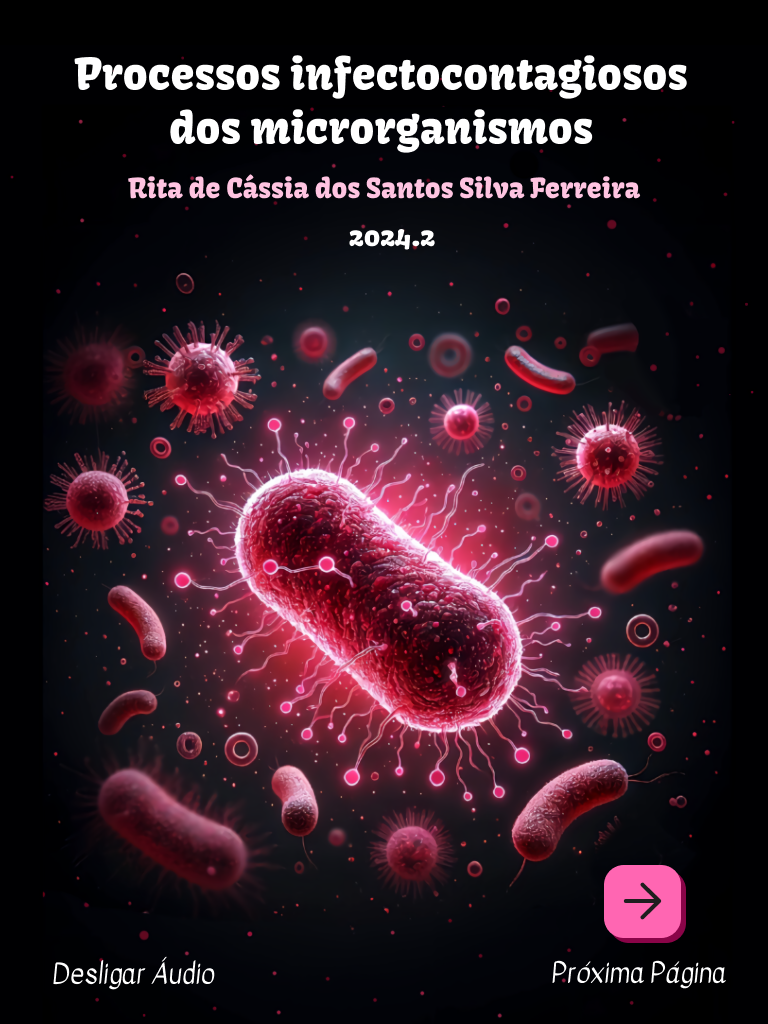 Processos infectocontagiosos
dos microrganismos
Rita de Cássia dos Santos Silva Ferreira
2024.2
Desligar Áudio
Próxima Página